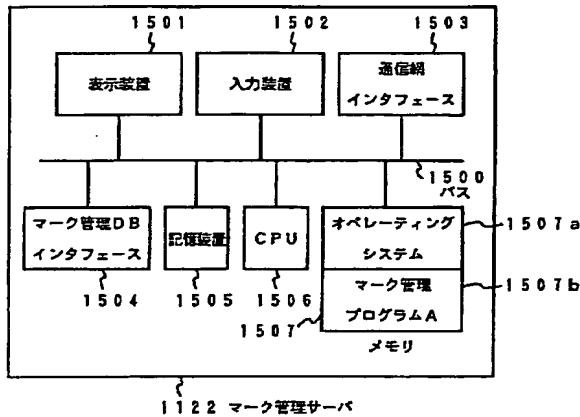 1501
1502
1503
表示装置
入力装置
通信網
インタフェース
1500
バス
マーク管理DB
インタフェース
記憶装置
CPU
オペレーティング
システム
マーク管理
プログラムA
1507a
1507b
1504
1505
1506
1507
メモリ
1122 マーク管理サーバ